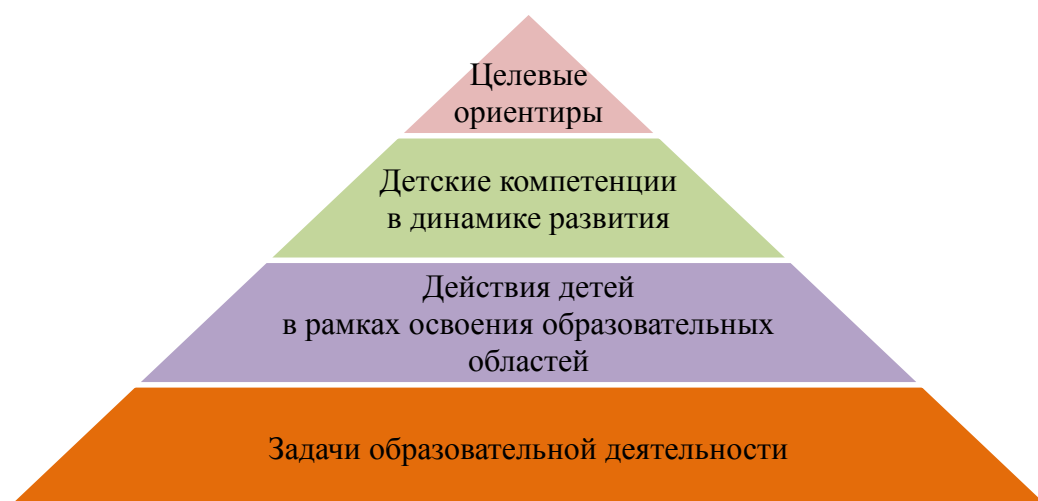 Целевые
ориентиры
Детские компетенции
в динамике развития
Действия детей
в рамках освоения образовательных
областей
Задачи образовательной деятельности